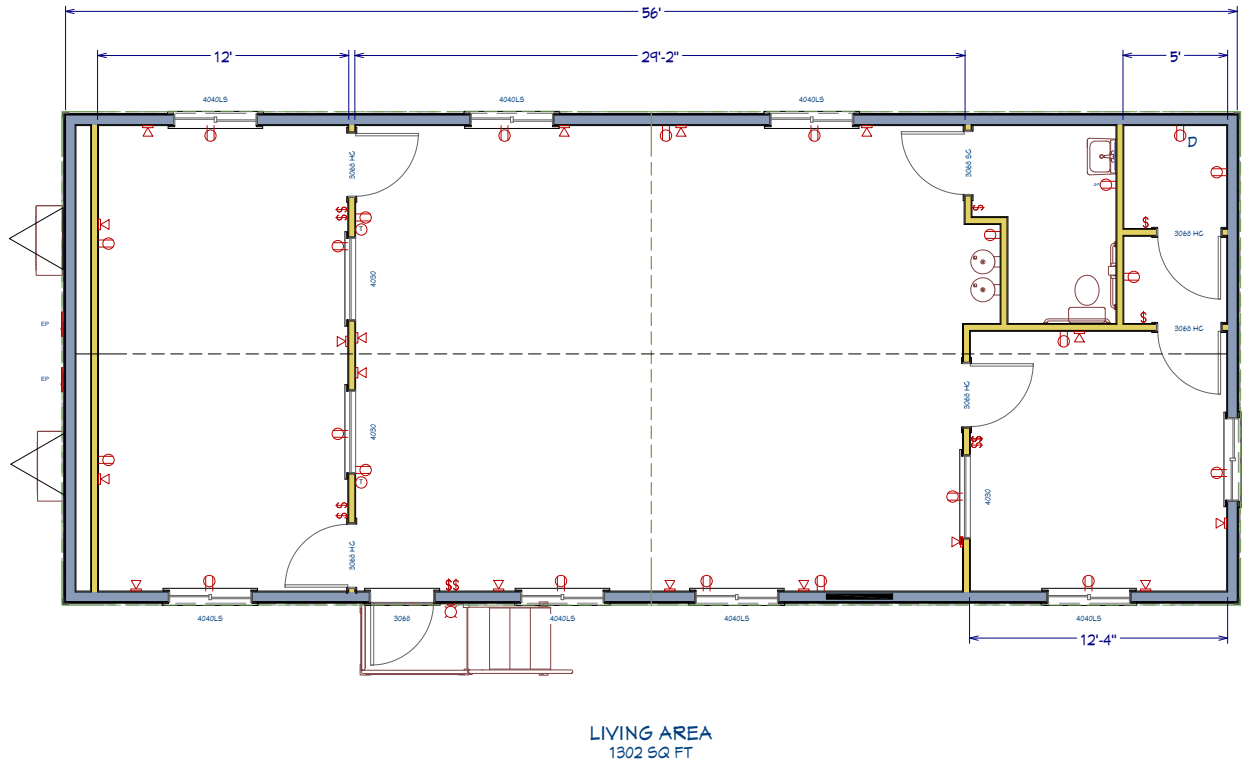 56'
12'
29'-2"
5'
4040LS
4040LS
4040LS
3068 HC
3068 SC
D
$
$$
T
3068 HC
4030
EP
$
3068 HC
EP
3068 HC
4030
$$
4030
T
$$
3068 HC
$$
4040LS
3068
4040LS
4040LS
4040LS
12'-4"
LIVING AREA
1302 SQ FT